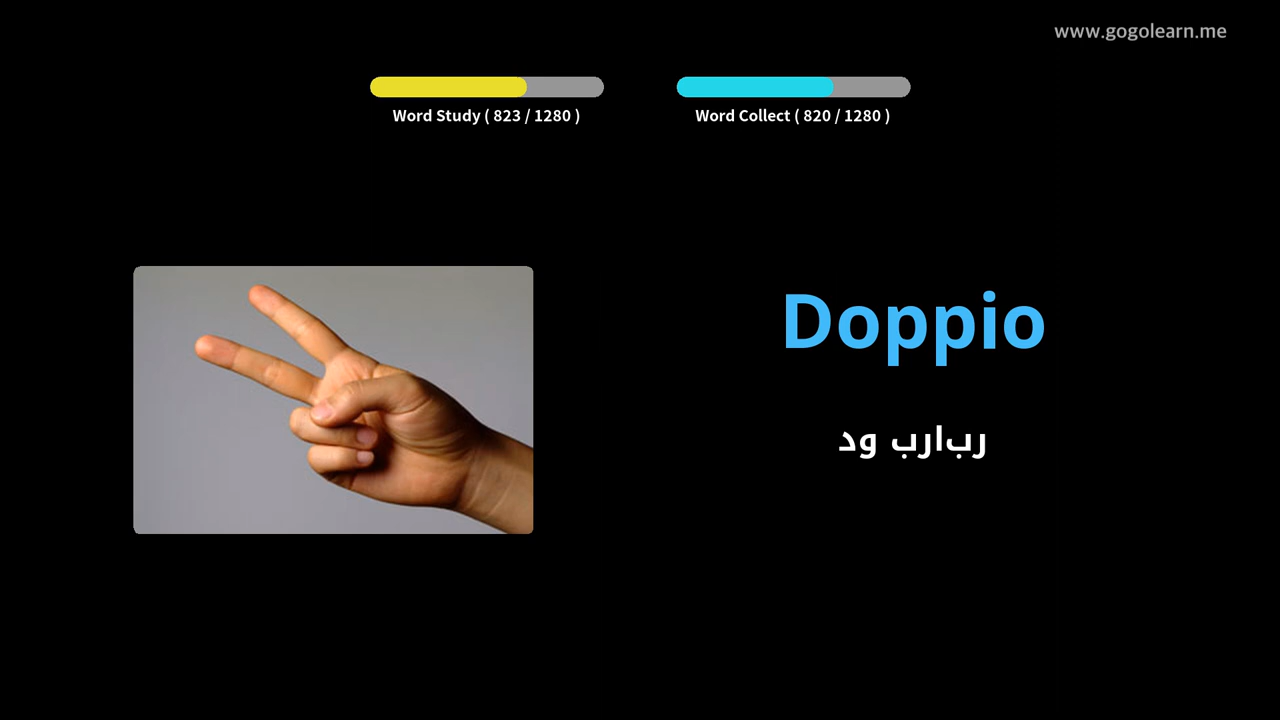 www.gogolearn.me
Word Study ( 823 / 1280 )
Word Collect ( 820 / 1280 )
Doppio
ربارب ود